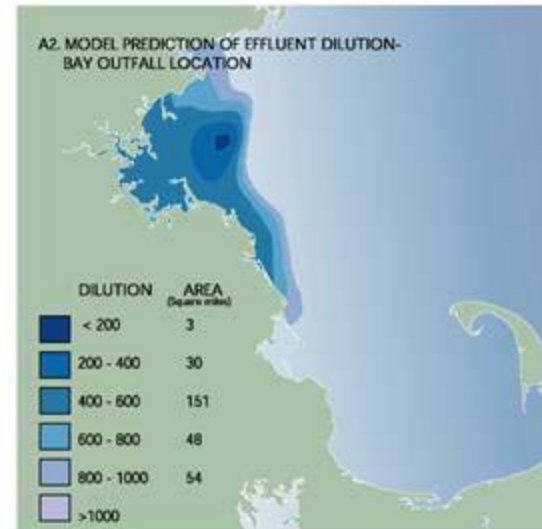 A2. MODEL PREDICTION OF EFFLUENT DILUTION-
BAY OUTFALL LOCATION
DILUTION AREA
(Square miles)
< 200 3
200 - 400 30
400 - 600 151
600 - 800 48
800 - 1000 54
>1000